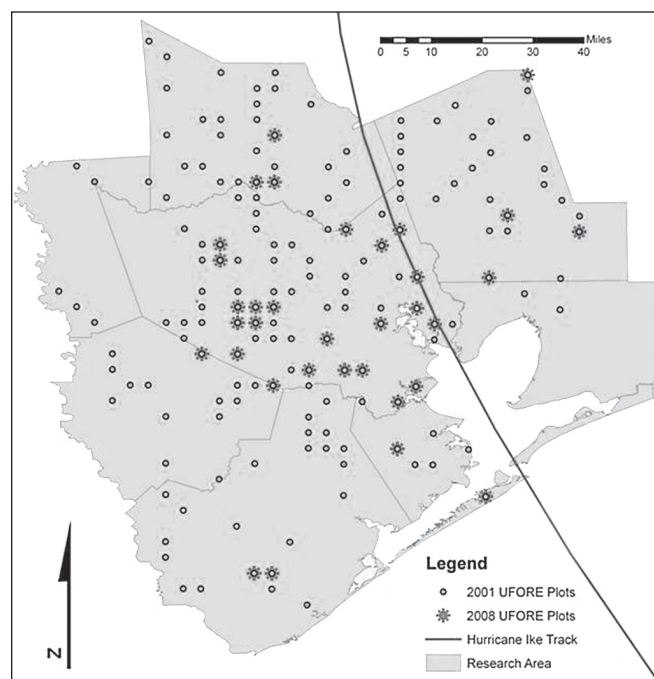 Miles
0 5 10 20 30 40
Legend
2001 UFORE Plots
2008 UFORE Plots
Hurricane Ike Track
Research Area
N